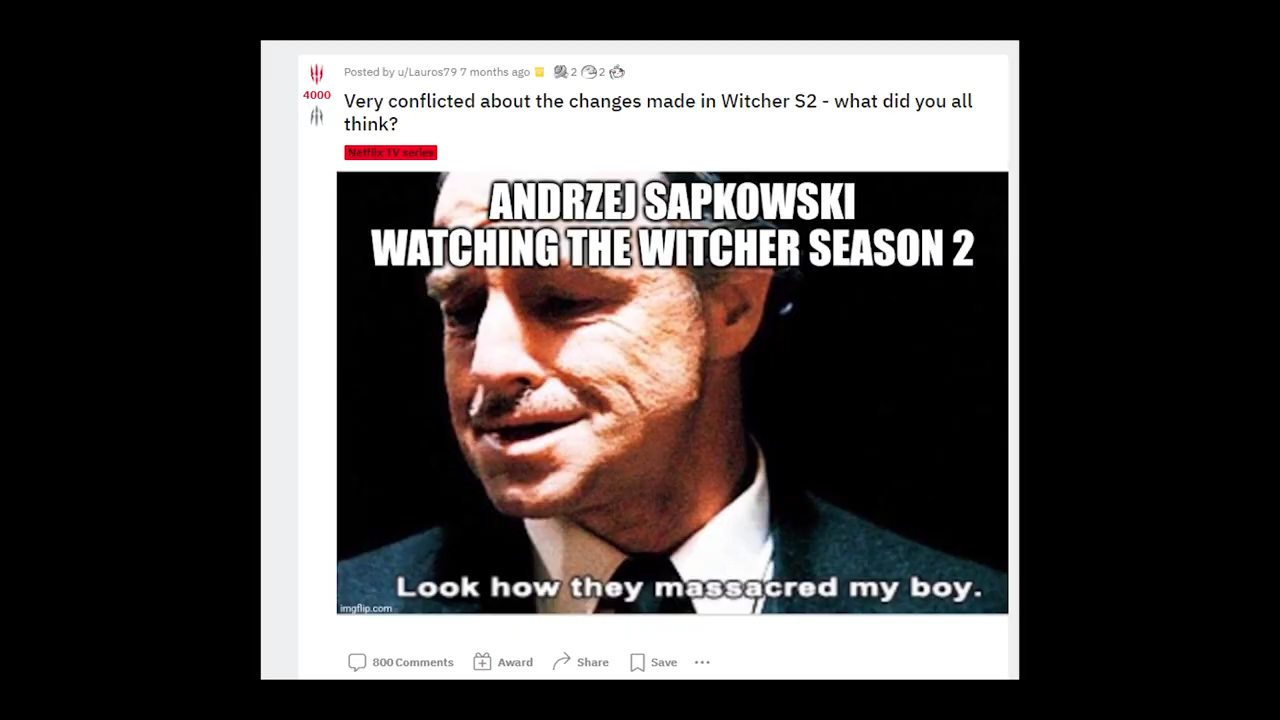 Posted by u/Lauros79 7 months ago 2 2
4000
Very conflicted about the changes made in Witcher S2 - what did you all
think?
Netflix TV series
ANDRZEJ SAPKOWSKI
WATCHING THE WITCHER SEASON 2
Look how they massacred my boy.
imgflip.com
800 Comments Award Share Save